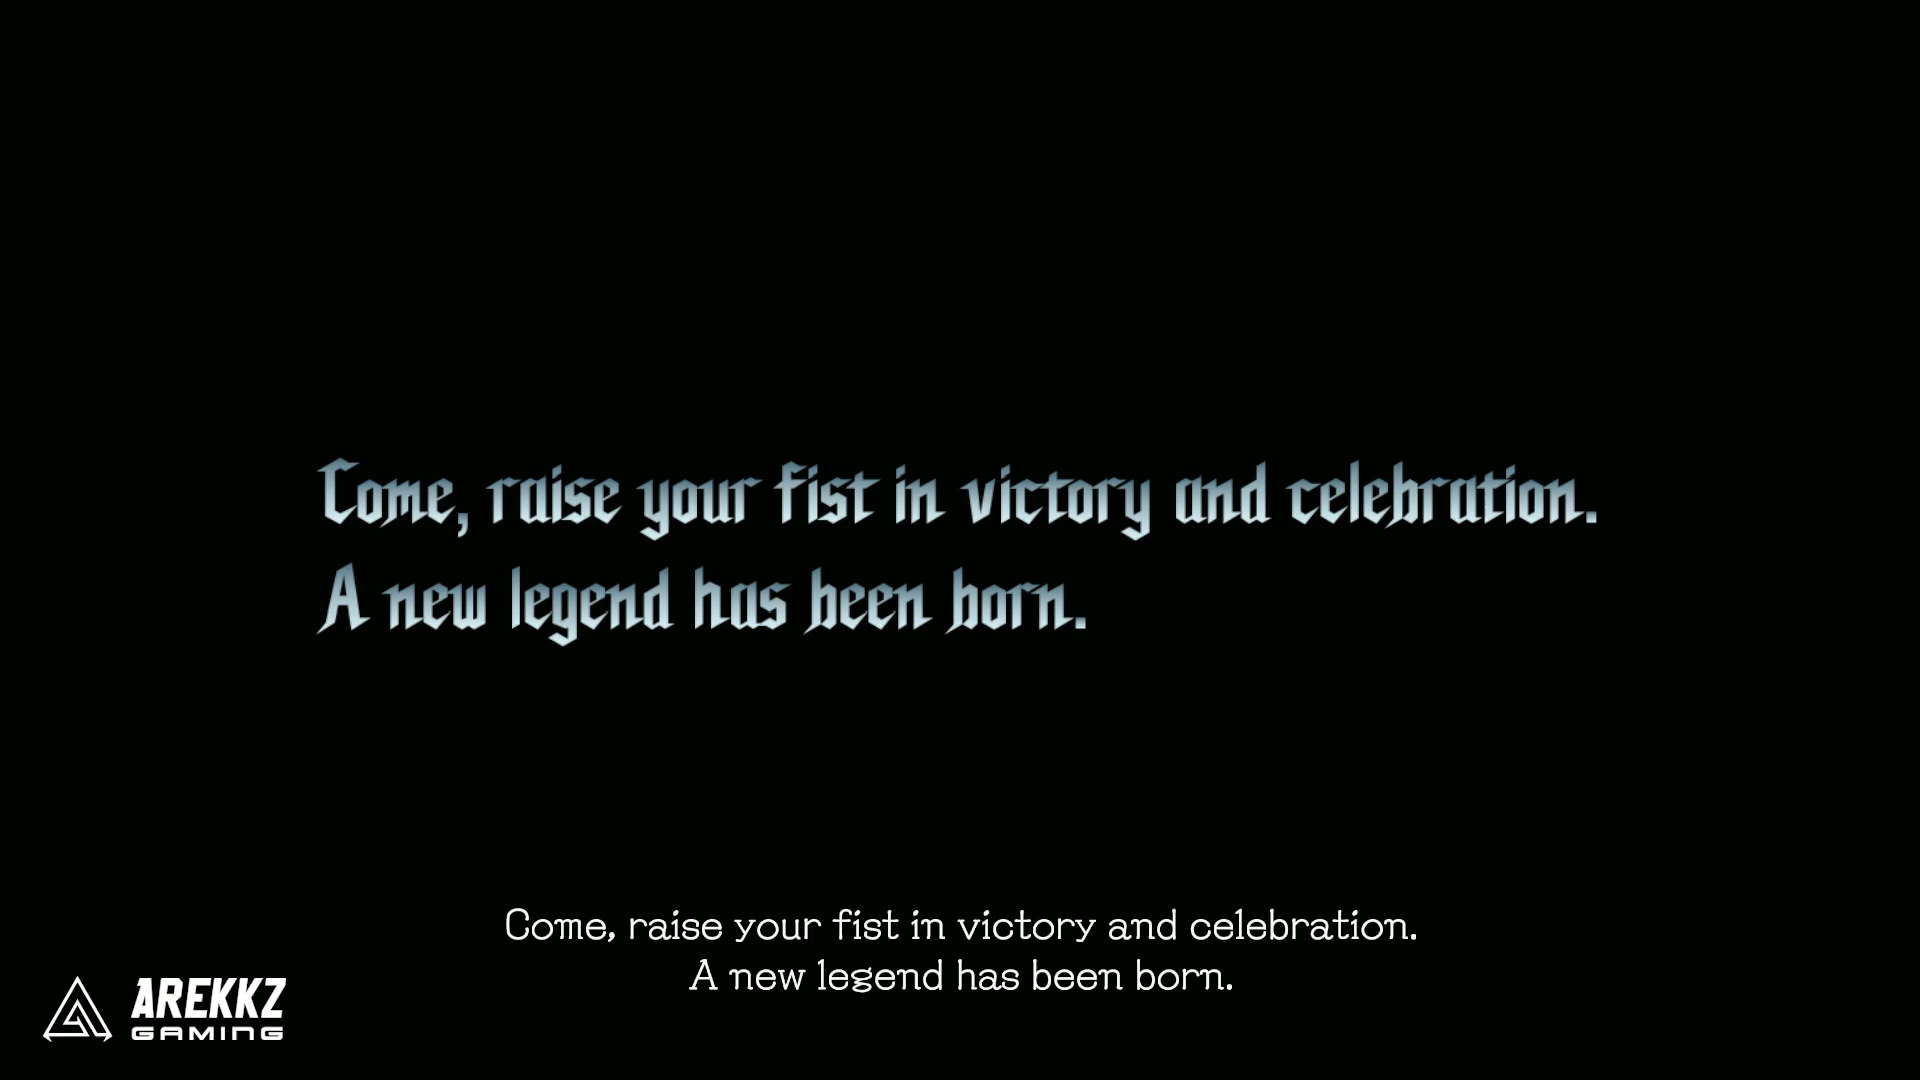 Come, raise your fist in victory and celebration.
A new legend has been born.
Come, raise your fist in victory and celebration.
A new legend has been born.
AREKKZ
GAMING